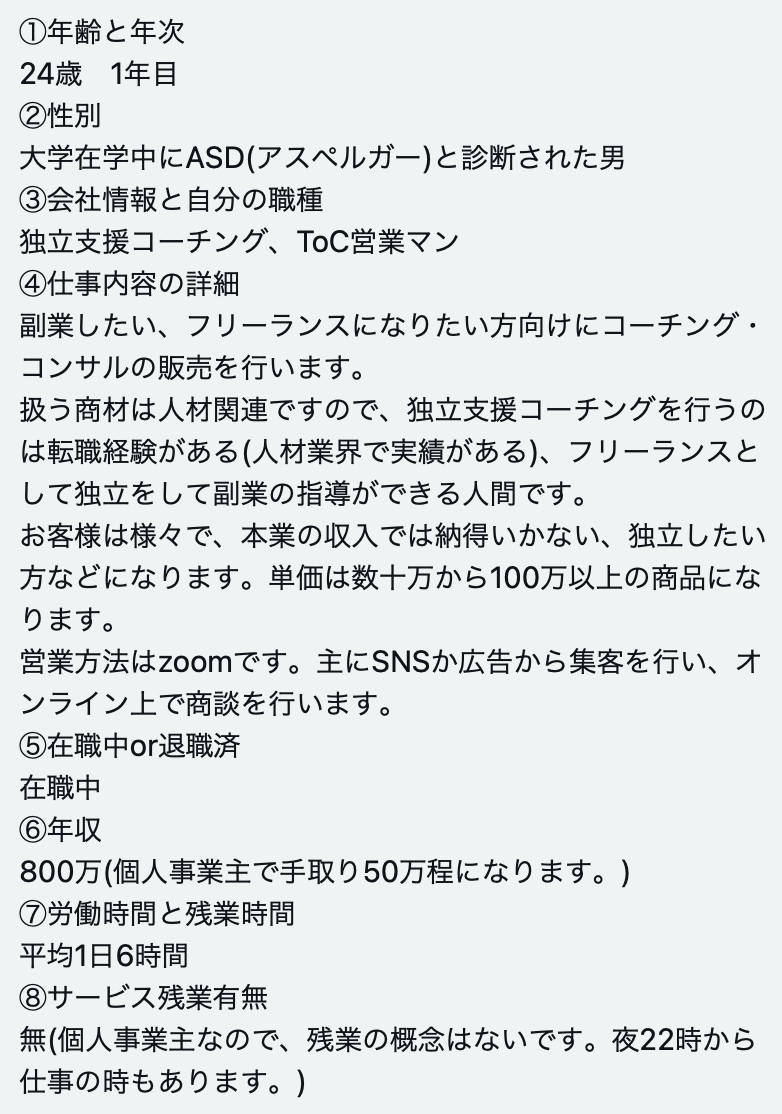 ①年齢と年次
24歳　1年目
②性別
大学在学中にASD(アスペルガー)と診断された男
③会社情報と自分の職種
独立支援コーチング、ToC営業マン
④仕事内容の詳細
副業したい、フリーランスになりたい方向けにコーチング・
コンサルの販売を行います。
扱う商材は人材関連ですので、独立支援コーチングを行うの
は転職経験がある(人材業界で実績がある)、フリーランスと
して独立をして副業の指導ができる人間です。
お客様は様々で、本業の収入では納得いかない、独立したい
方などになります。単価は数十万から100万以上の商品にな
ります。
営業方法はzoomです。主にSNSか広告から集客を行い、オ
ンライン上で商談を行います。
⑤在職中or退職済
在職中
⑥年収
800万(個人事業主で手取り50万程になります。)
⑦労働時間と残業時間
平均1日6時間
⑧サービス残業有無
無(個人事業主なので、残業の概念はないです。夜22時から
仕事の時もあります。)